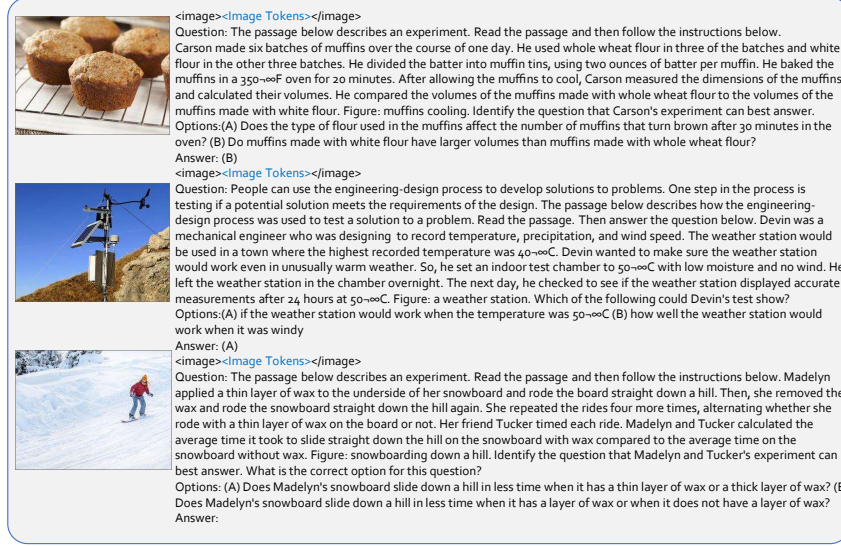 <image><Image Tokens></image>
Question: The passage below describes an experiment. Read the passage and then follow the instructions below.
Carson made six batches of muffins over the course of one day. He used whole wheat flour in three of the batches and white
flour in the other three batches. He divided the batter into muffin tins, using two ounces of batter per muffin. He baked the
muffins in a 350¬∞F oven for 20 minutes. After allowing the muffins to cool, Carson measured the dimensions of the muffins
and calculated their volumes. He compared the volumes of the muffins made with whole wheat flour to the volumes of the
muffins made with white flour. Figure: muffins cooling. Identify the question that Carson's experiment can best answer.
Options:(A) Does the type of flour used in the muffins affect the number of muffins that turn brown after 30 minutes in the
oven? (B) Do muffins made with white flour have larger volumes than muffins made with whole wheat flour?
Answer: (B)
<image><Image Tokens></image>
Question: People can use the engineering-design process to develop solutions to problems. One step in the process is
testing if a potential solution meets the requirements of the design. The passage below describes how the engineering-
design process was used to test a solution to a problem. Read the passage. Then answer the question below. Devin was a
mechanical engineer who was designing to record temperature, precipitation, and wind speed. The weather station would
be used in a town where the highest recorded temperature was 40¬∞C. Devin wanted to make sure the weather station
would work even in unusually warm weather. So, he set an indoor test chamber to 50¬∞C with low moisture and no wind. He
left the weather station in the chamber overnight. The next day, he checked to see if the weather station displayed accurate
measurements after 24 hours at 50¬∞C. Figure: a weather station. Which of the following could Devin's test show?
Options:(A) if the weather station would work when the temperature was 50¬∞C (B) how well the weather station would
work when it was windy
Answer: (A)
<image><Image Tokens></image>
Question: The passage below describes an experiment. Read the passage and then follow the instructions below. Madelyn
applied a thin layer of wax to the underside of her snowboard and rode the board straight down a hill. Then, she removed the
wax and rode the snowboard straight down the hill again. She repeated the rides four more times, alternating whether she
rode with a thin layer of wax on the board or not. Her friend Tucker timed each ride. Madelyn and Tucker calculated the
average time it took to slide straight down the hill on the snowboard with wax compared to the average time on the
snowboard without wax. Figure: snowboarding down a hill. Identify the question that Madelyn and Tucker's experiment can
best answer. What is the correct option for this question?
Options: (A) Does Madelyn's snowboard slide down a hill in less time when it has a thin layer of wax or a thick layer of wax? (B
Does Madelyn's snowboard slide down a hill in less time when it has a layer of wax or when it does not have a layer of wax?
Answer: